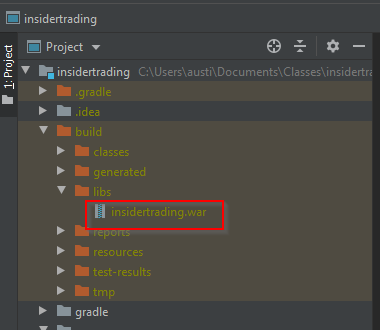 insidertrading
1: Project
Project
insidertrading C:\Users\austi\Documents\Classes\insidertra
.gradle
.idea
build
classes
generated
libs
insidertrading.war
reports
resources
test-results
tmp
gradle